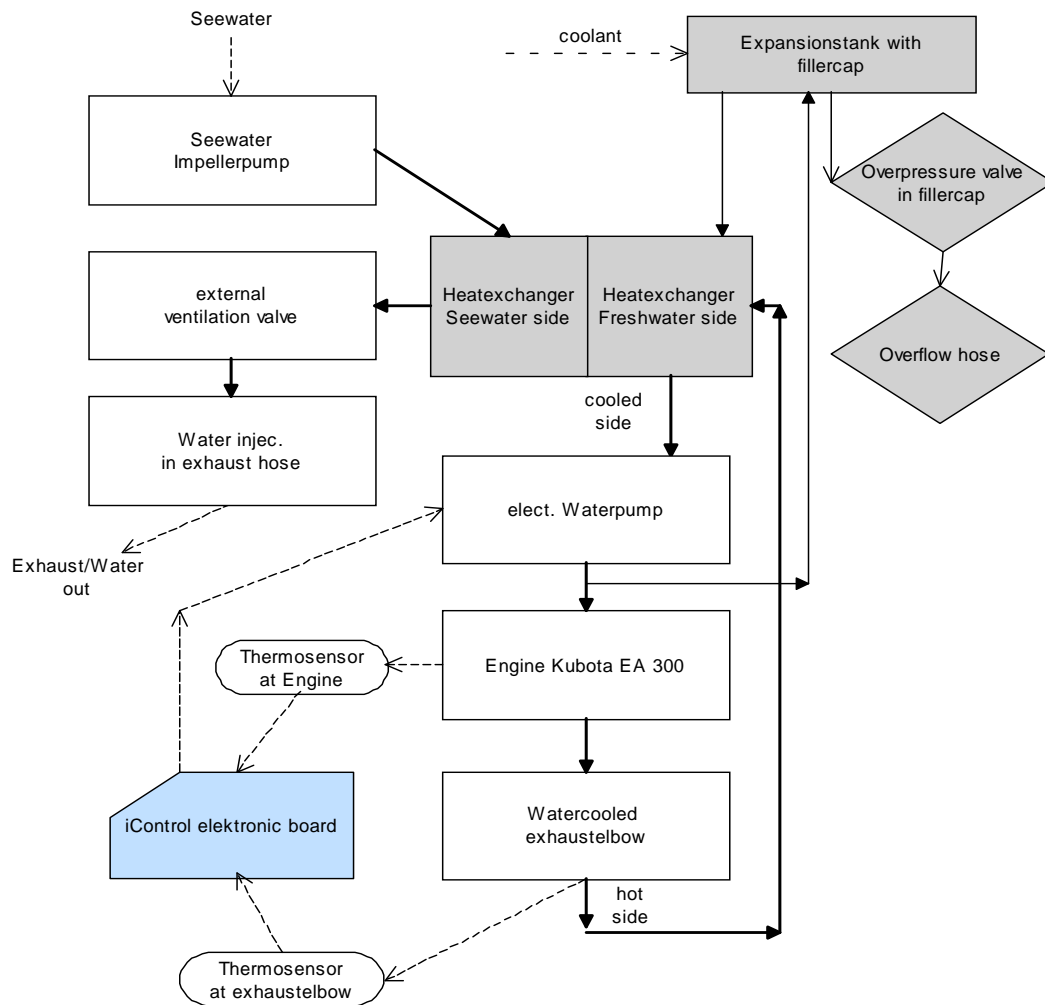 Seewater
coolant
Expansionstank with
fillercap
Seewater
Impellerpump
Overpressure valve
in fillercap
external
ventilation valve
Heatexchanger
Seewater side
Heatexchanger
Freshwater side
Overflow hose
cooled
side
Water injec.
in exhaust hose
elect. Waterpump
Exhaust/Water
out
Thermosensor
at Engine
Engine Kubota EA 300
iControl elektronic board
Watercooled
exhaustelbow
hot
side
Thermosensor
at exhaustelbow